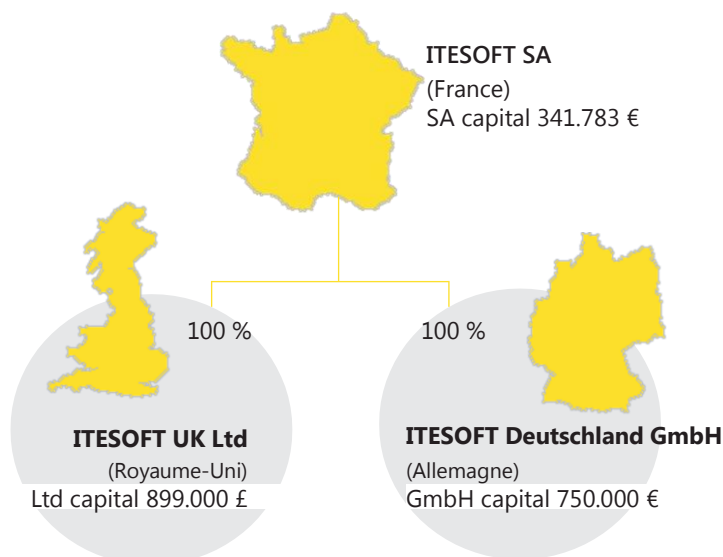 ITESOFT SA
(France)
SA capital 341.783 €
100 %
100 %
ITESOFT UK Ltd
(Royaume-Uni)
Ltd capital 899.000 £
ITESOFT Deutschland GmbH
(Allemagne)
GmbH capital 750.000 €